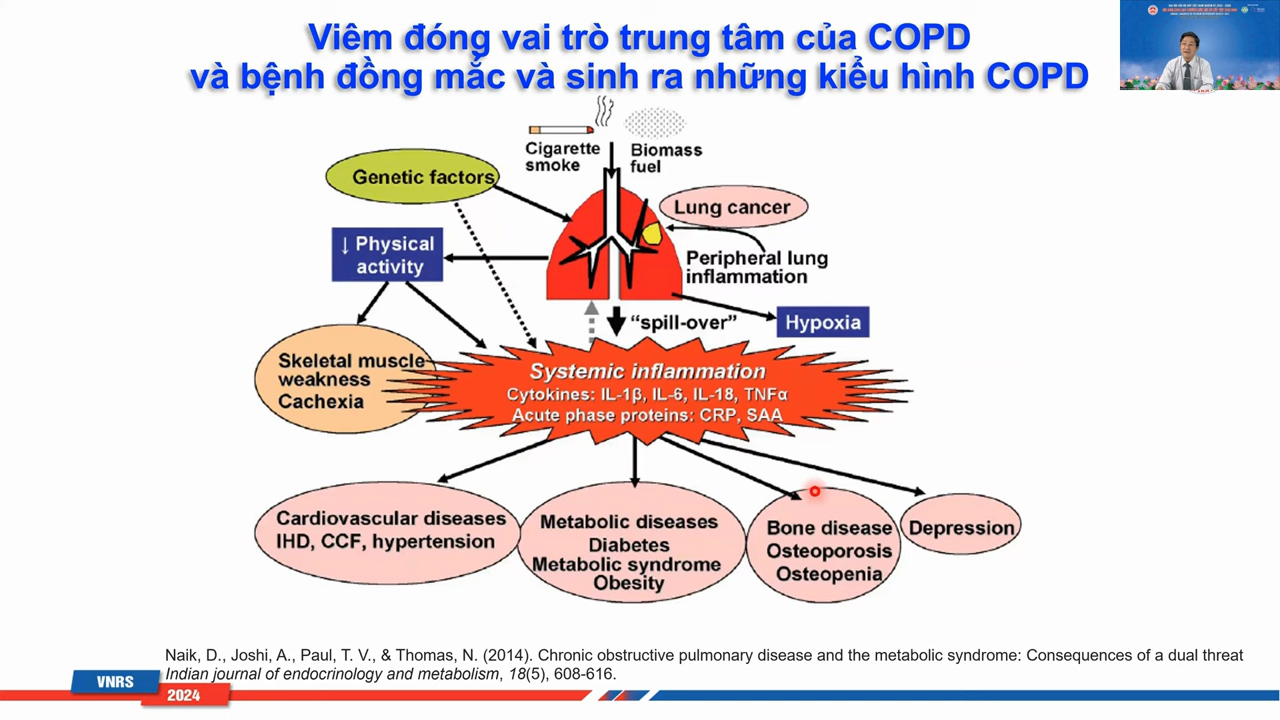 Viêm đóng vai trò trung tâm của COPD
và bệnh đồng mắc và sinh ra những kiểu hình COPD
Cigarette
smoke
Biomass
fuel
Genetic factors
Lung cancer
↓ Physical
activity
Peripheral lung
inflammation
"spill-over"
Hypoxia
Skeletal muscle
weakness
Cachexia
Systemic inflammation
Cytokines: IL-1β, IL-6, IL-18, TNFα
Acute phase proteins: CRP, SAA
Cardiovascular diseases
IHD, CCF, hypertension
Metabolic diseases
Diabetes
Metabolic syndrome
Obesity
Bone disease
Osteoporosis
Osteopenia
Depression
Naik, D., Joshi, A., Paul, T. V., & Thomas, N. (2014). Chronic obstructive pulmonary disease and the metabolic syndrome: Consequences of a dual threat
Indian journal of endocrinology and metabolism, 18(5), 608-616.
VNRS
2024